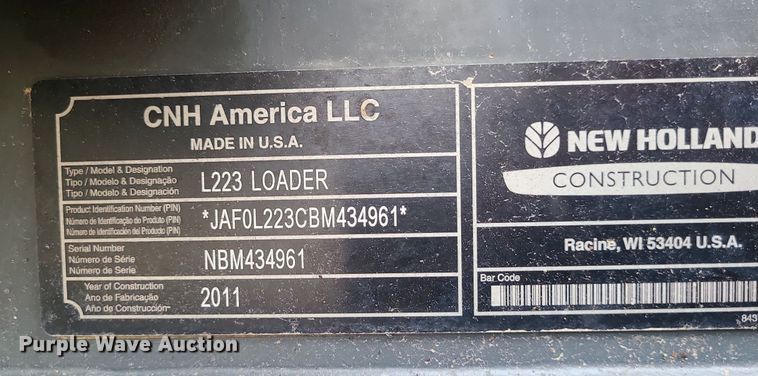 CNH America LLC
MADE IN U.S.A.
Type / Model & Designation
Tipo / Modelo & Designação
Tipo / Modelo & Designación
L223 LOADER
Product Identification Number (PIN)
Número de Identificação do Produto (PIN)
Número de Identificación del Producto (PIN)
*JAF0L223CBM434961*
Serial Number
Número de Série
Número de Serie
NBM434961
Year of Construction
Ano de Fabricação
Año de Construcción
2011
NEW HOLLAND
CONSTRUCTION
Racine, WI 53404 U.S.A.
Bar Code
843
Purple Wave Auction